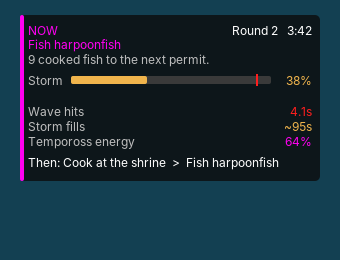 NOW Round 2 3:42
Fish harpoonfish
9 cooked fish to the next permit.
Storm 38%
Wave hits 4.1s
Storm fills ~95s
Tempoross energy 64%
Then: Cook at the shrine > Fish harpoonfish